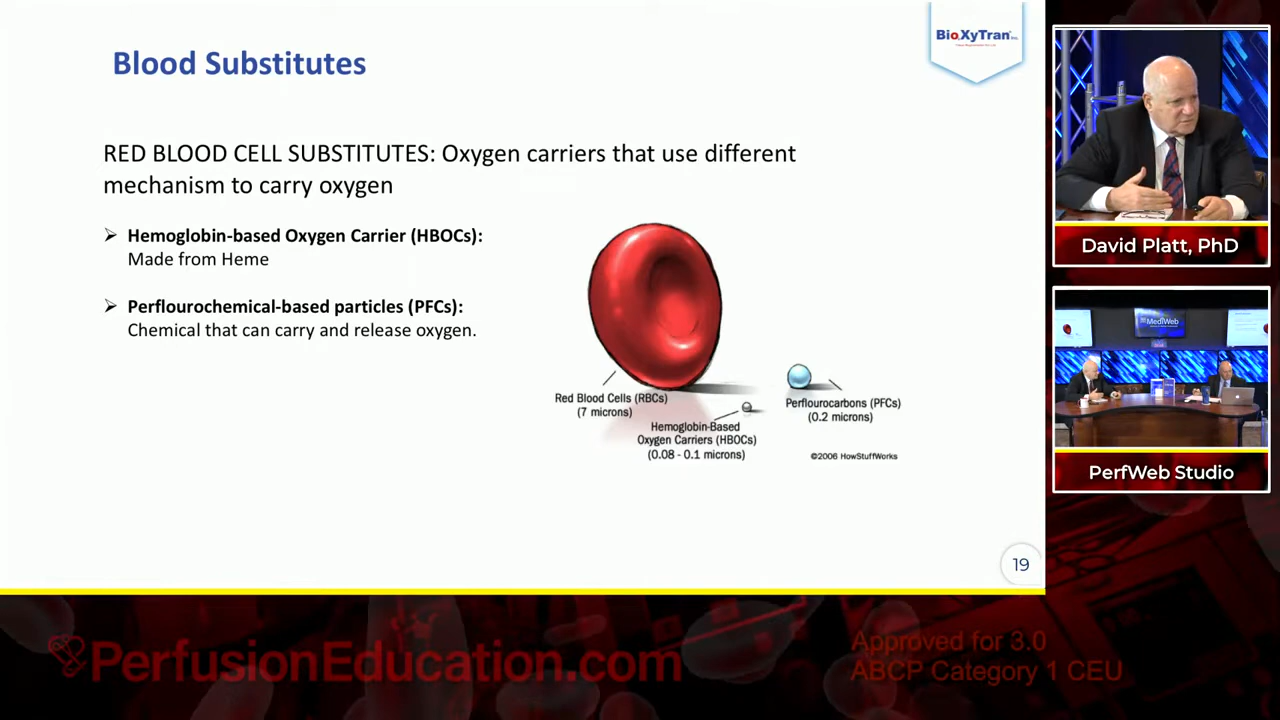 Blood Substitutes
BioXyTran Inc.
RED BLOOD CELL SUBSTITUTES: Oxygen carriers that use different
mechanism to carry oxygen
➢ Hemoglobin-based Oxygen Carrier (HBOCs):
Made from Heme
➢ Perflourochemical-based particles (PFCs):
Chemical that can carry and release oxygen.
Red Blood Cells (RBCs)
(7 microns)
Hemoglobin-Based
Oxygen Carriers (HBOCs)
(0.08 - 0.1 microns)
Perflourocarbons (PFCs)
(0.2 microns)
©2006 HowStuffWorks
19
David Platt, PhD
MediWeb
PerfWeb Studio
PerfusionEducation.com
Approved for 3.0
ABCP Category 1 CEU